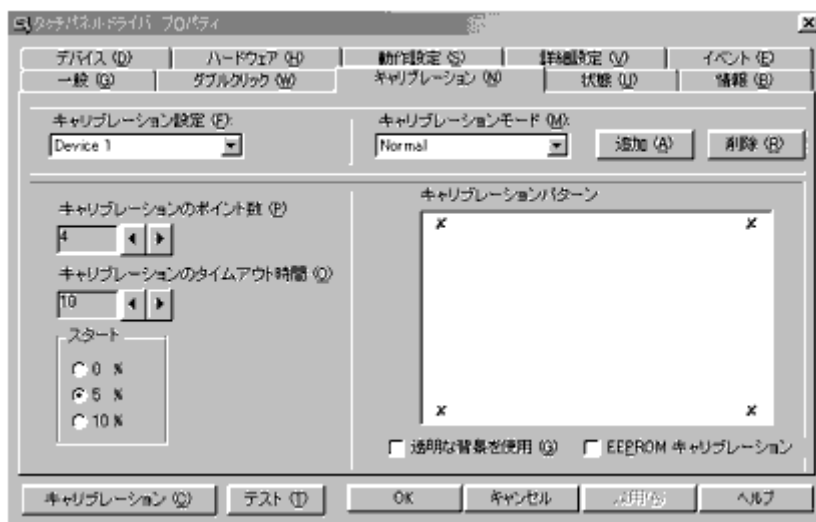 タッチパネルドライバ プロパティ
デバイス (D) ハードウェア (H) 動作設定 (S) 詳細設定 (V) イベント (E)
一般 (G) ダブルクリック (W) キャリブレーション (N) 状態 (U) 情報 (B)
キャリブレーション設定 (F): キャリブレーションモード (M):
Device 1 Normal 追加 (A) 削除 (R)
キャリブレーションのポイント数 (P) キャリブレーションパターン
4
キャリブレーションのタイムアウト時間 (O)
10
スタート
0 %
5 %
10 %
透明な背景を使用 (G) EEPROM キャリブレーション
キャリブレーション (C) テスト (T) OK キャンセル 適用(A) ヘルプ